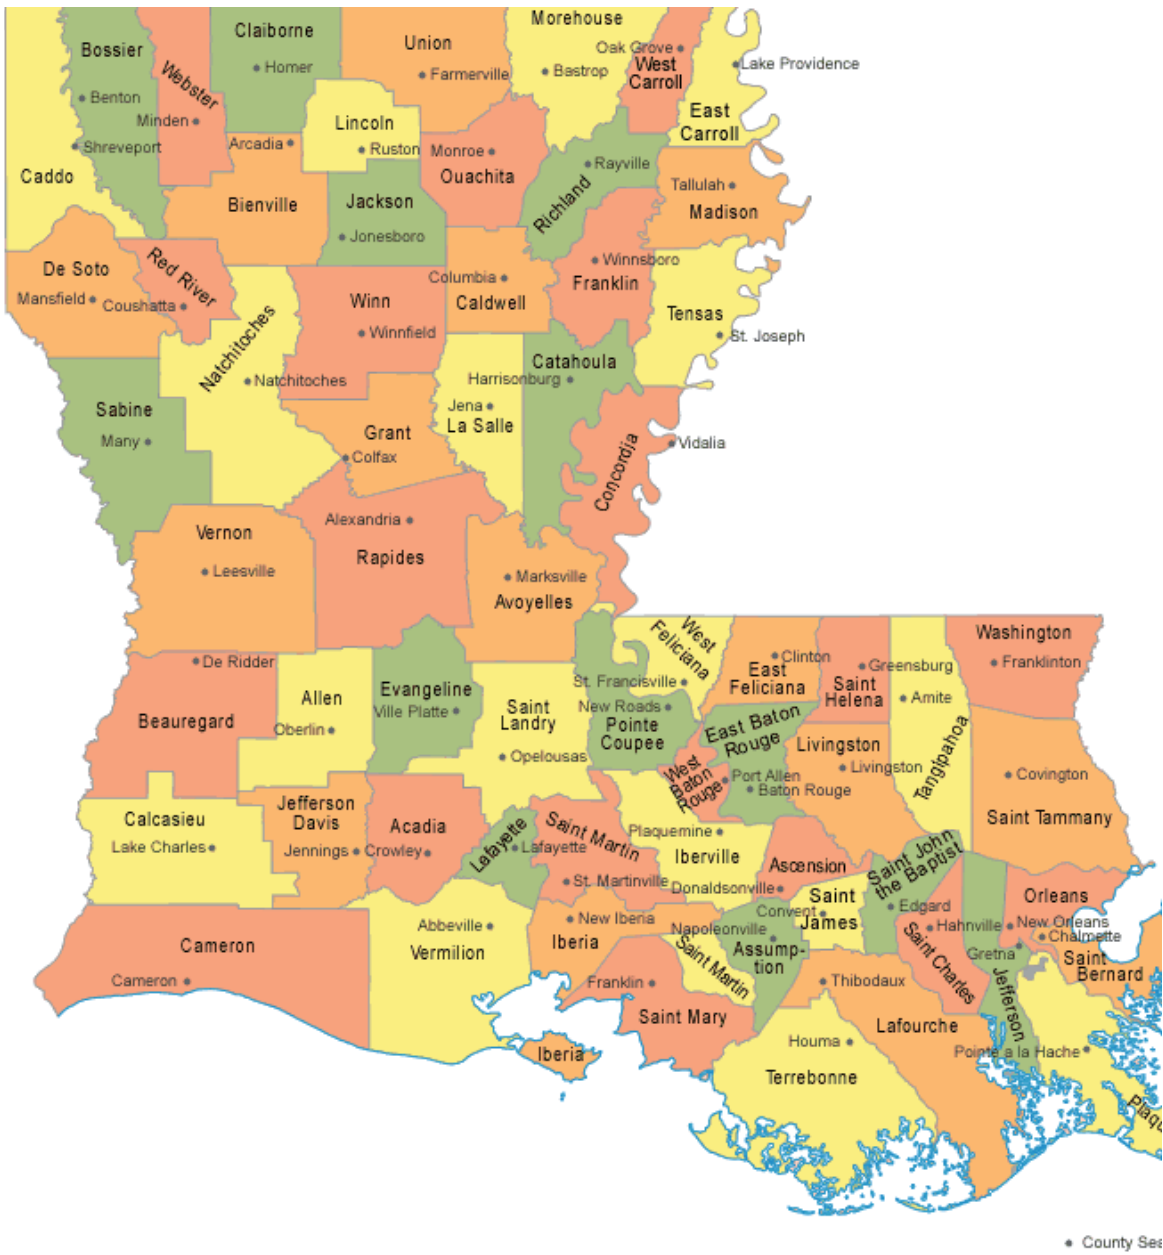 Morehouse
Claiborne
Bossier
Union
Oak Grove
West
Carroll
Lake Providence
Homer
Farmerville
Bastrop
Webster
Benton
East
Carroll
Minden
Lincoln
Shreveport
Arcadia
Ruston
Monroe
Ouachita
Rayville
Caddo
Richland
Tallulah
Madison
Bienville
Jackson
Jonesboro
De Soto
Red River
Winnsboro
Franklin
Mansfield
Coushatta
Columbia
Caldwell
Winn
Tensas
Winnfield
St. Joseph
Natchitoches
Natchitoches
Catahoula
Harrisonburg
Sabine
Many
Jena
La Salle
Grant
Colfax
Concordia
Vidalia
Vernon
Alexandria
Rapides
Leesville
Marksville
Avoyelles
West
Feliciana
Washington
Franklinton
De Ridder
Clinton
East
Feliciana
Greensburg
Saint
Helena
Amite
Evangeline
Ville Platte
St. Francisville
New Roads
Pointe
Coupee
Allen
Oberlin
Saint
Landry
Opelousas
Beauregard
East Baton
Rouge
Livingston
Livingston
Tangipahoa
West
Baton
Rouge
Port Allen
Baton Rouge
Covington
Saint Tammany
Calcasieu
Lake Charles
Jefferson
Davis
Jennings
Acadia
Crowley
Lafayette
Lafayette
Saint Martin
St. Martinville
Plaquemine
Iberville
Donaldsonville
Ascension
Saint John
the Baptist
Convent
Saint
James
Edgard
Orleans
New Orleans
Chalmette
Hahnville
Saint Charles
Gretna
Saint
Bernard
Cameron
Cameron
Abbeville
Vermilion
New Iberia
Iberia
Napoleonville
Assump-
tion
Saint Martin
Franklin
Saint Mary
Thibodaux
Lafourche
Jefferson
Iberia
Houma
Terrebonne
Pointe a la Hache
Plaqu
County Sea